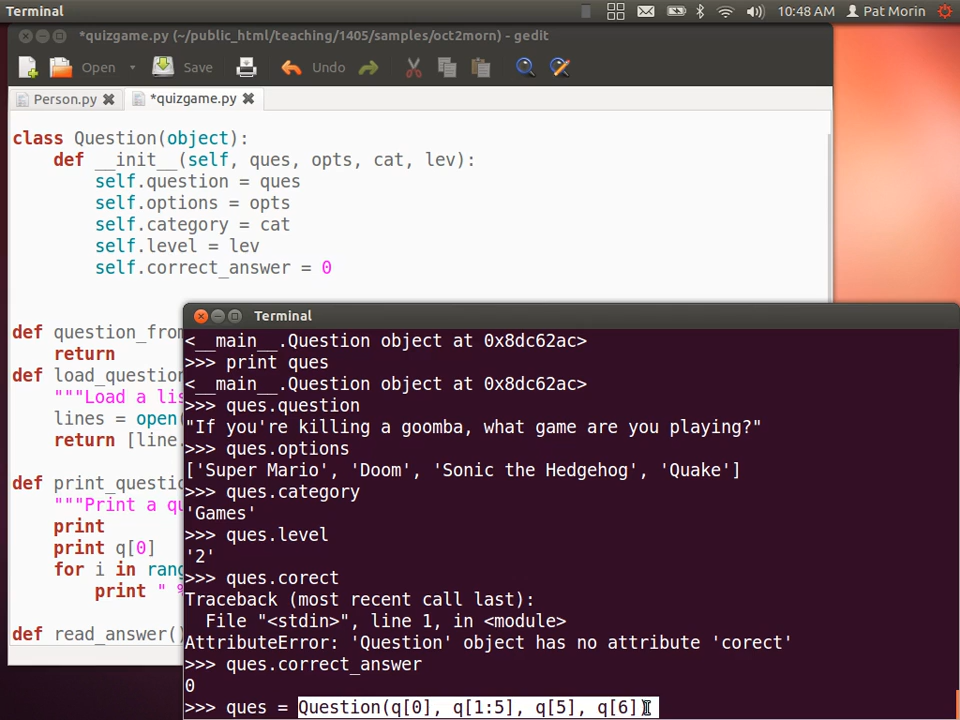 Terminal
10:48 AM
Pat Morin
*quizgame.py (~/public_html/teaching/1405/samples/oct2morn) - gedit
Open
Save
Undo
Person.py
*quizgame.py
class Question(object):
def __init__(self, ques, opts, cat, lev):
self.question = ques
self.options = opts
self.category = cat
self.level = lev
self.correct_answer = 0
def question_from
return
def load_question
"""Load a lis
lines = open
return [line.
def print_questio
"""Print a qu
print
print q[0]
for i in rang
print " %
def read_answer()
Terminal
<__main__.Question object at 0x8dc62ac>
>>> print ques
<__main__.Question object at 0x8dc62ac>
>>> ques.question
"If you're killing a goomba, what game are you playing?"
>>> ques.options
['Super Mario', 'Doom', 'Sonic the Hedgehog', 'Quake']
>>> ques.category
'Games'
>>> ques.level
'2'
>>> ques.corect
Traceback (most recent call last):
File "<stdin>", line 1, in <module>
AttributeError: 'Question' object has no attribute 'corect'
>>> ques.correct_answer
0
>>> ques = Question(q[0], q[1:5], q[5], q[6])